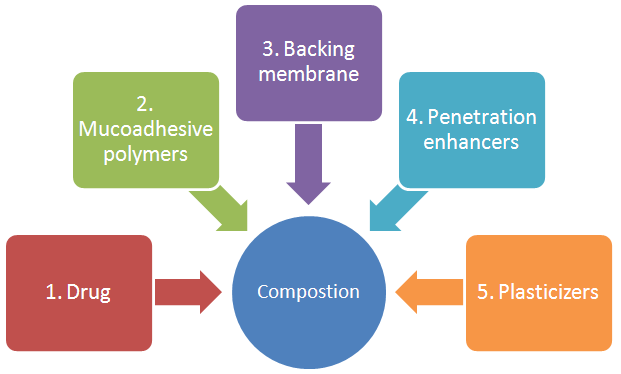 1. Drug
2.
Mucoadhesive
polymers
3. Backing
membrane
4. Penetration
enhancers
5. Plasticizers
Compostion